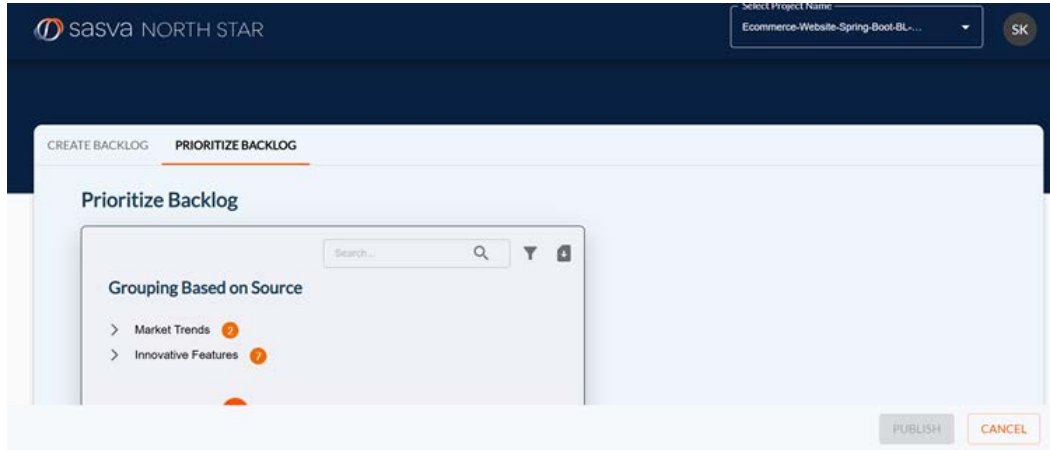 Select Project Name
sasva NORTH STAR
Ecommerce-Website-Spring-Boot-BL-...
SK
CREATE BACKLOG PRIORITIZE BACKLOG
Prioritize Backlog
Search...
Grouping Based on Source
Market Trends 2
Innovative Features 7
PUBLISH CANCEL